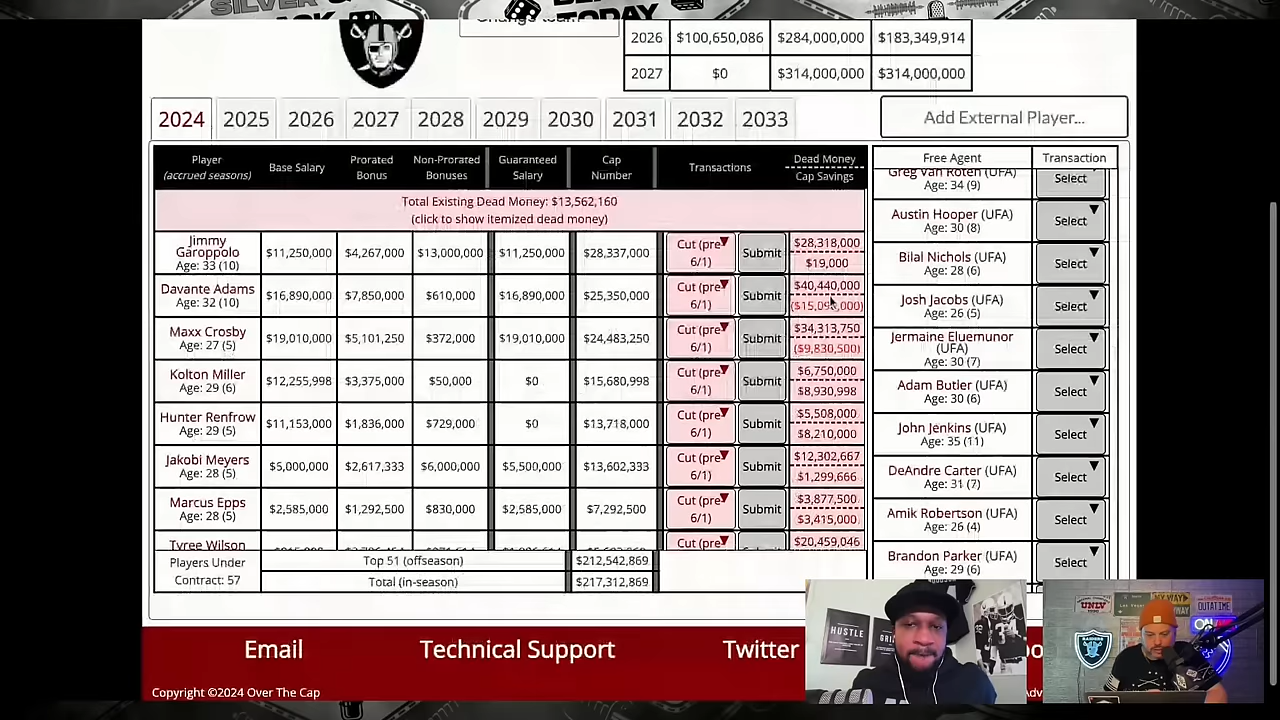 SILVER &
TODAY
2026 $100,650,086 $284,000,000 $183,349,914
2027 $0 $314,000,000 $314,000,000
2024 2025 2026 2027 2028 2029 2030 2031 2032 2033
Add External Player...
Player
(accrued seasons)
Base Salary
Prorated
Bonus
Non-Prorated
Bonuses
Guaranteed
Salary
Cap
Number
Transactions
Dead Money
Cap Savings
Total Existing Dead Money: $13,562,160
(click to show itemized dead money)
Jimmy
Garoppolo
Age: 33 (10)
$11,250,000 $4,267,000 $13,000,000 $11,250,000 $28,337,000
Cut (pre
6/1)
Submit
$28,318,000
$19,000
Davante Adams
Age: 32 (10)
$16,890,000 $7,850,000 $610,000 $16,890,000 $25,350,000
Cut (pre
6/1)
Submit
$40,440,000
Maxx Crosby
Age: 27 (5)
$19,010,000 $5,101,250 $372,000 $19,010,000 $24,483,250
Cut (pre
6/1)
Submit
$34,313,750
($9,830,500)
Kolton Miller
Age: 29 (6)
$12,255,998 $3,375,000 $50,000 $0 $15,680,998
Cut (pre
6/1)
Submit
$6,750,000
$8,930,998
Hunter Renfrow
Age: 29 (5)
$11,153,000 $1,836,000 $729,000 $0 $13,718,000
Cut (pre
6/1)
Submit
$5,508,000
$8,210,000
Jakobi Meyers
Age: 28 (5)
$5,000,000 $2,617,333 $6,000,000 $5,500,000 $13,602,333
Cut (pre
6/1)
Submit
$12,302,667
$1,299,666
Marcus Epps
Age: 28 (5)
$2,585,000 $1,292,500 $830,000 $2,585,000 $7,292,500
Cut (pre
6/1)
Submit
$3,877,500
$3,415,000
Tyree Wilson
Cut (pre
$20,459,046
Players Under
Contract: 57
Top 51 (offseason) $212,542,869
Total (in-season) $217,312,869
Free Agent Transaction
Greg Van Roten (UFA)
Age: 34 (9)
Select
Austin Hooper (UFA)
Age: 30 (8)
Select
Bilal Nichols (UFA)
Age: 28 (6)
Select
Josh Jacobs (UFA)
Age: 26 (5)
Select
Jermaine Eluemunor
(UFA)
Age: 30 (7)
Select
Adam Butler (UFA)
Age: 30 (6)
Select
John Jenkins (UFA)
Age: 35 (11)
Select
DeAndre Carter (UFA)
Age: 31 (7)
Select
Amik Robertson (UFA)
Age: 26 (4)
Select
Brandon Parker (UFA)
Age: 29 (6)
Select
Email Technical Support Twitter
Copyright ©2024 Over The Cap
HUSTLE
UNLV
OUTATIME
RAIDERS
ON